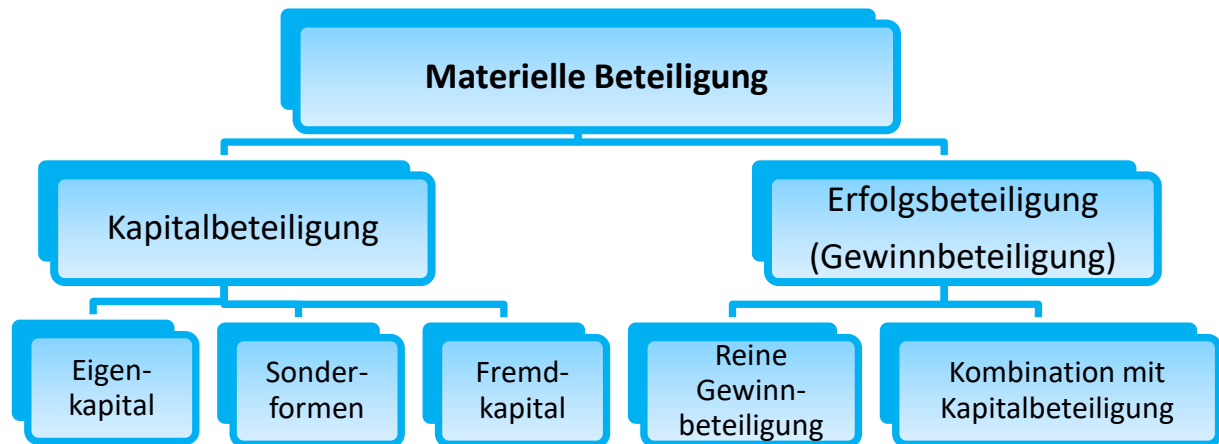 Materielle Beteiligung
Kapitalbeteiligung
Erfolgsbeteiligung
(Gewinnbeteiligung)
Eigen-
kapital
Sonder-
formen
Fremd-
kapital
Reine
Gewinn-
beteiligung
Kombination mit
Kapitalbeteiligung